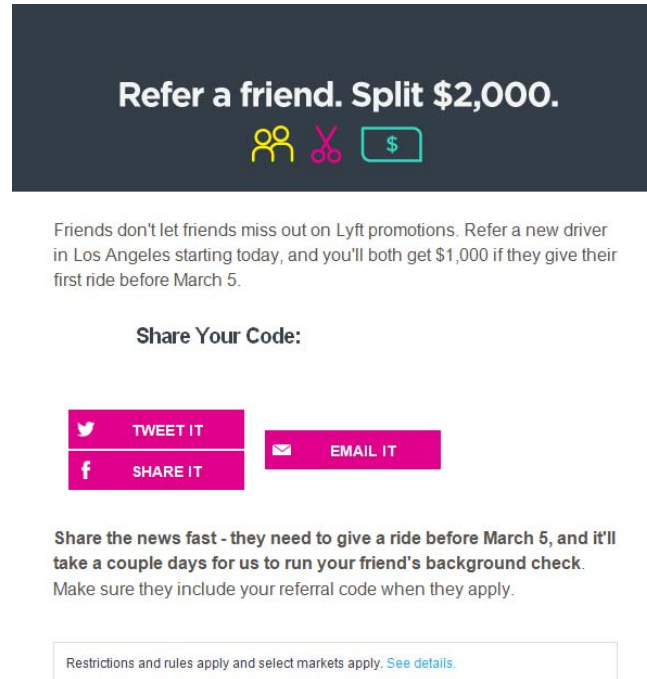 Refer a friend. Split $2,000.
$
Friends don't let friends miss out on Lyft promotions. Refer a new driver
in Los Angeles starting today, and you'll both get $1,000 if they give their
first ride before March 5.
Share Your Code:
TWEET IT
SHARE IT
EMAIL IT
Share the news fast - they need to give a ride before March 5, and it'll
take a couple days for us to run your friend's background check.
Make sure they include your referral code when they apply.
Restrictions and rules apply and select markets apply. See details.